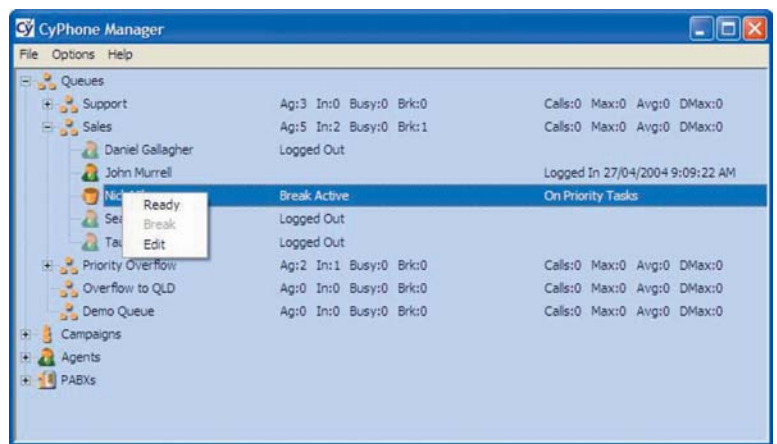 CyPhone Manager
File Options Help
Queues
Support Ag:3 In:0 Busy:0 Brk:0 Calls:0 Max:0 Avg:0 DMax:0
Sales Ag:5 In:2 Busy:0 Brk:1 Calls:0 Max:0 Avg:0 DMax:0
Daniel Gallagher Logged Out
John Murrell Logged In 27/04/2004 9:09:22 AM
Break Active On Priority Tasks
Ready
Logged Out
Break
Logged Out
Edit
Priority Overflow Ag:2 In:1 Busy:0 Brk:0 Calls:0 Max:0 Avg:0 DMax:0
Overflow to QLD Ag:0 In:0 Busy:0 Brk:0 Calls:0 Max:0 Avg:0 DMax:0
Demo Queue Ag:0 In:0 Busy:0 Brk:0 Calls:0 Max:0 Avg:0 DMax:0
Campaigns
Agents
PABXs